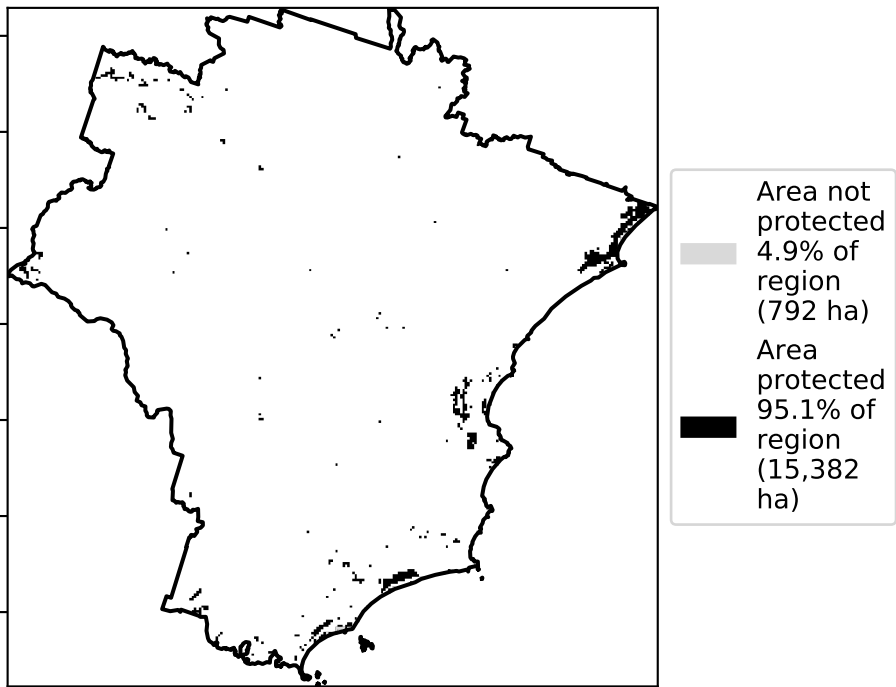 Area not
protected
4.9% of
region
(792 ha)
Area
protected
95.1% of
region
(15,382
ha)